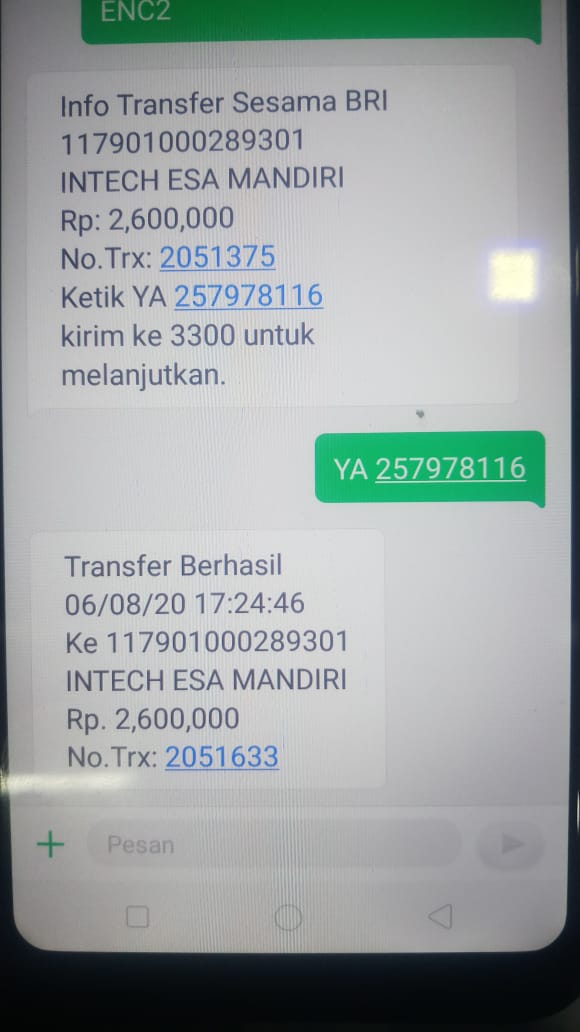 ENC2
Info Transfer Sesama BRI
117901000289301
INTECH ESA MANDIRI
Rp: 2,600,000
No.Trx: 2051375
Ketik YA 257978116
kirim ke 3300 untuk
melanjutkan.
YA 257978116
Transfer Berhasil
06/08/20 17:24:46
Ke 117901000289301
INTECH ESA MANDIRI
Rp. 2,600,000
No.Trx: 2051633
Pesan